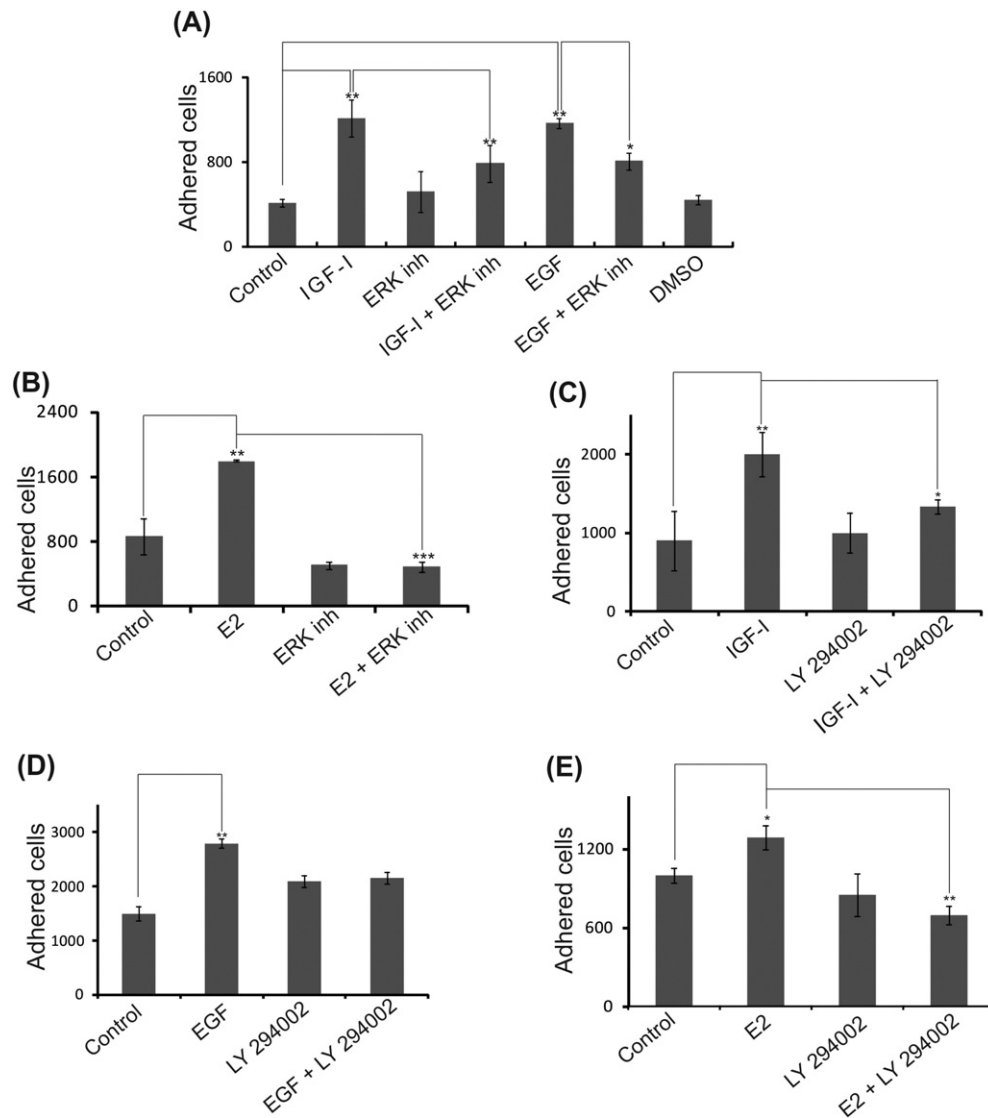 (A)
Adhered cells
1600
800
0
**
**
**
*
Control
IGF-I
ERK inh
IGF-I + ERK inh
EGF
EGF + ERK inh
DMSO
(B)
Adhered cells
2400
1600
800
0
**
***
Control
E2
ERK inh
E2 + ERK inh
(C)
Adhered cells
2000
1000
0
**
*
Control
IGF-I
LY 294002
IGF-I + LY 294002
(D)
Adhered cells
3000
2000
1000
0
**
Control
EGF
LY 294002
EGF + LY 294002
(E)
Adhered cells
1200
600
0
*
**
Control
E2
LY 294002
E2 + LY 294002